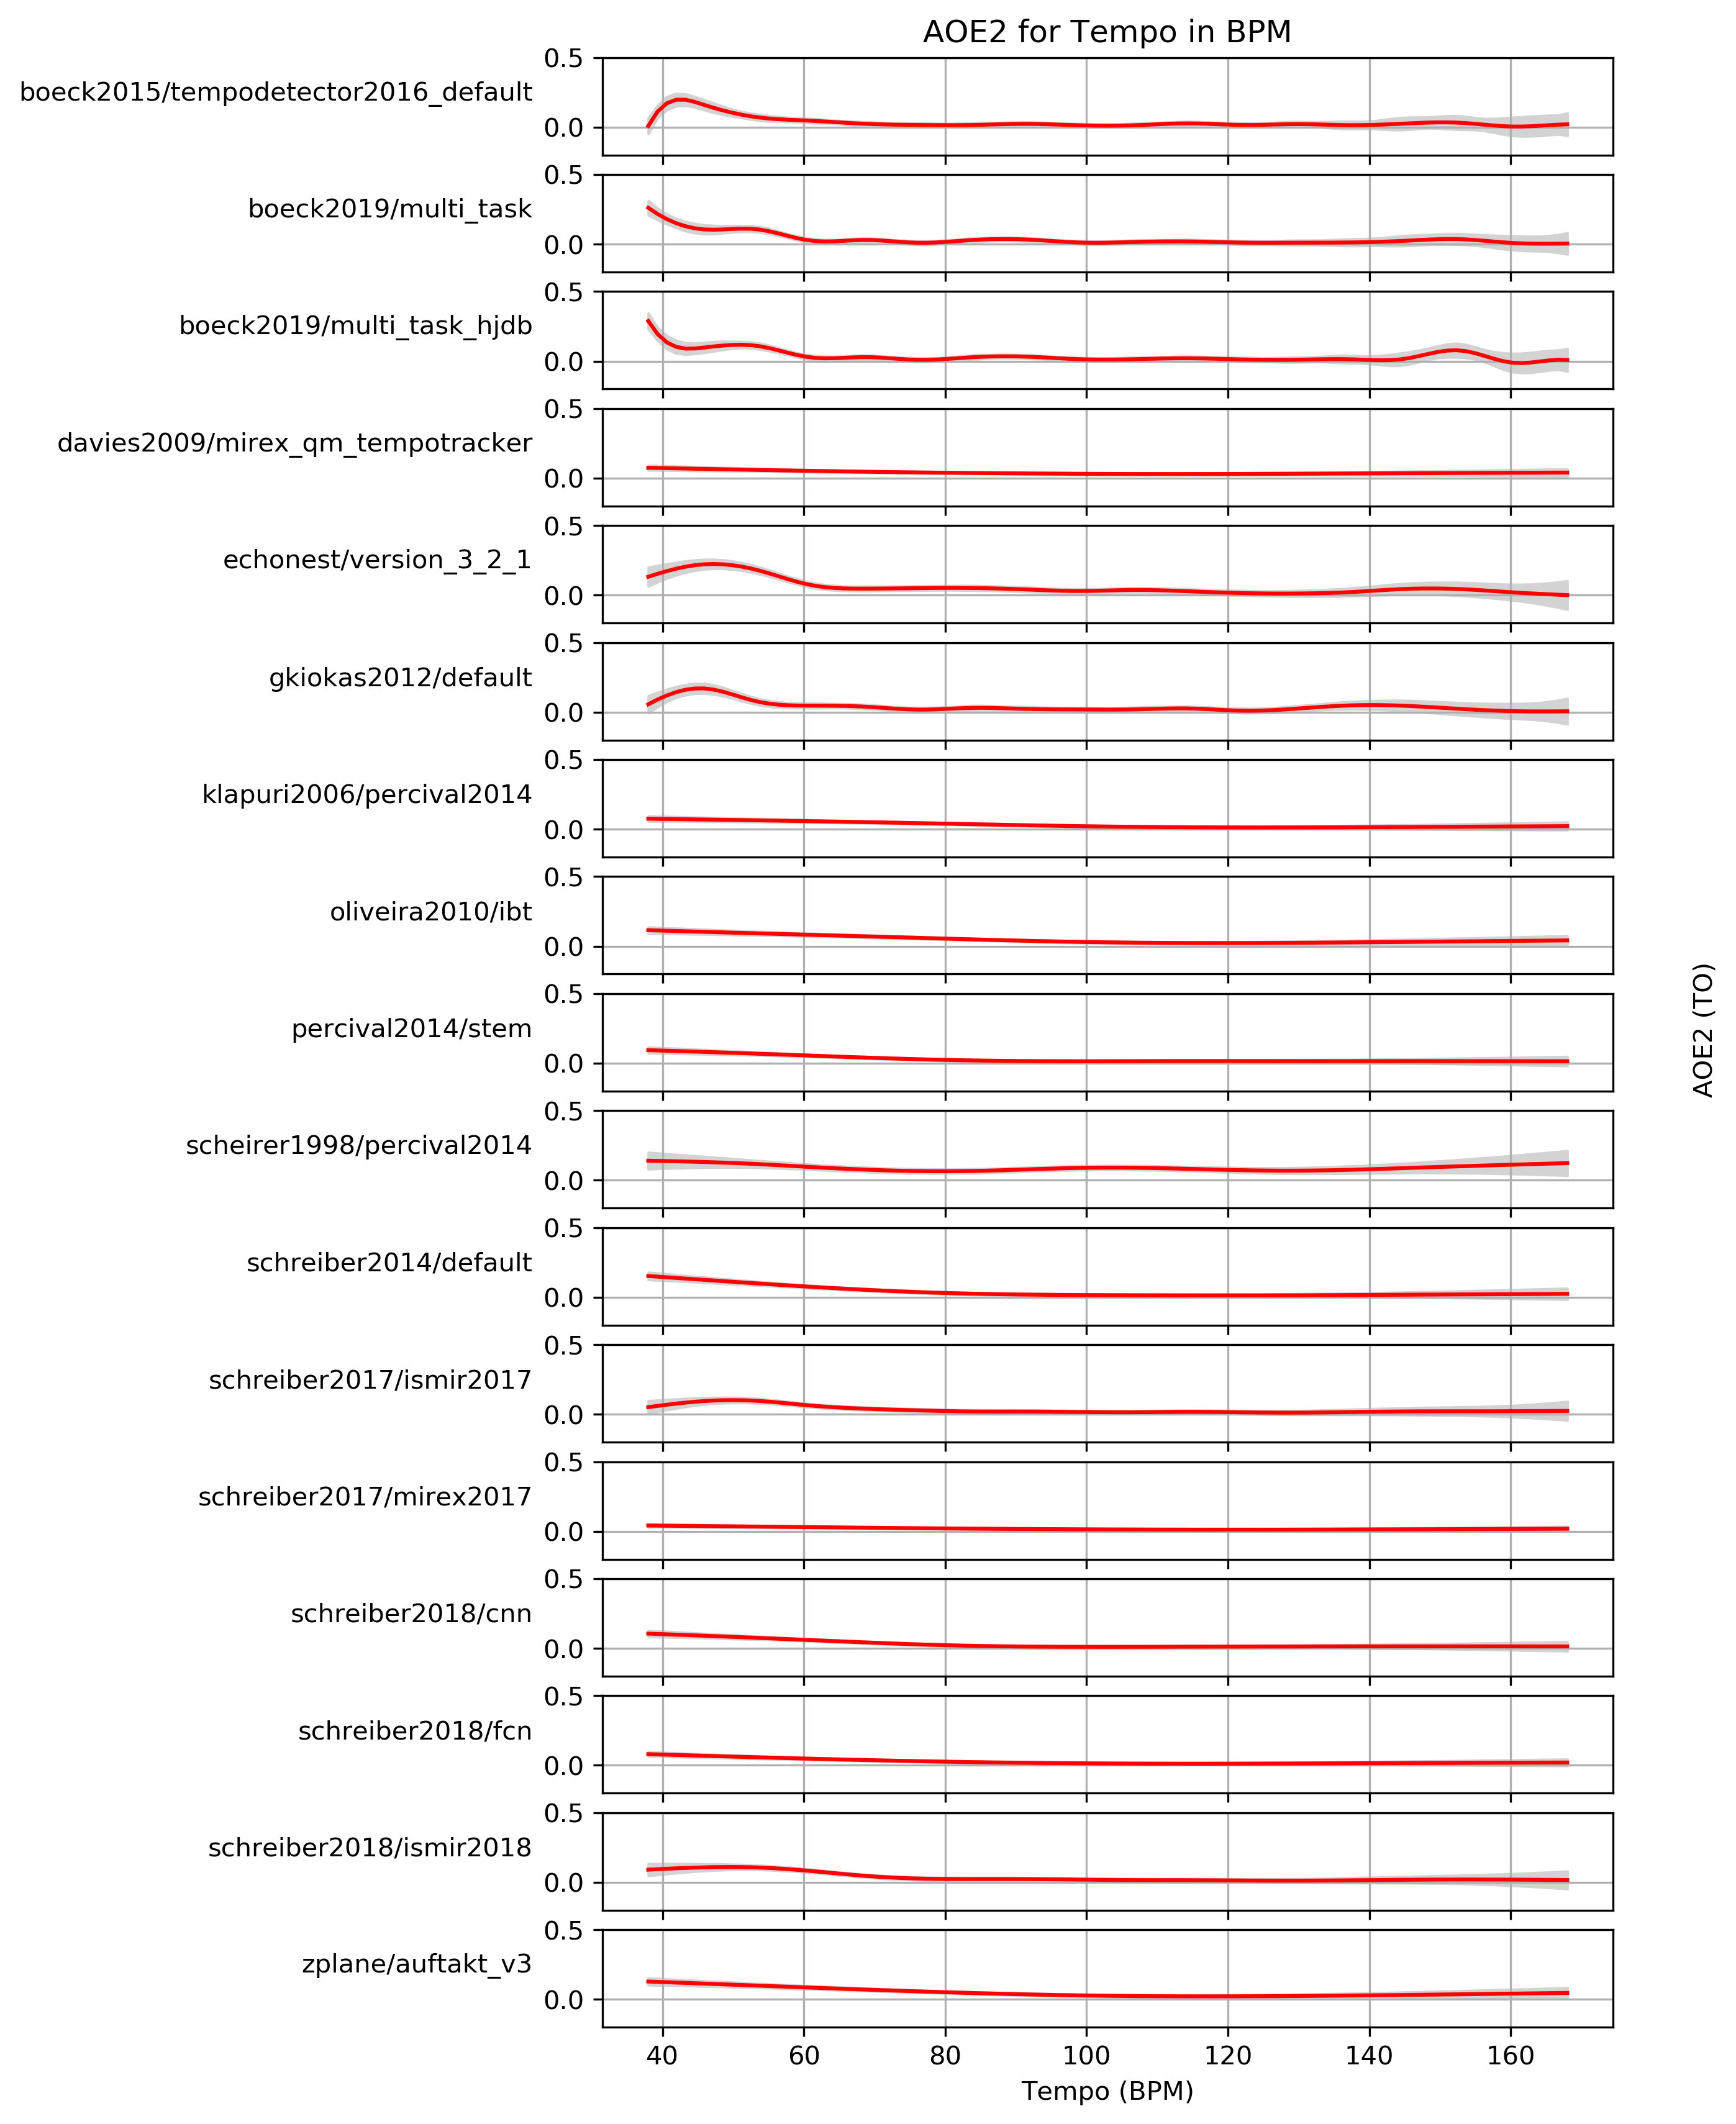 AOE2 for Tempo in BPM
0.5
boeck2015/tempodetector2016_default
0.0
0.5
boeck2019/multi_task
0.0
0.5
boeck2019/multi_task_hjdb
0.0
0.5
davies2009/mirex_qm_tempotracker
0.0
0.5
echonest/version_3_2_1
0.0
0.5
gkiokas2012/default
0.0
0.5
klapuri2006/percival2014
0.0
0.5
oliveira2010/ibt
0.0
AOE2 (TO)
0.5
percival2014/stem
0.0
0.5
scheirer1998/percival2014
0.0
0.5
schreiber2014/default
0.0
0.5
schreiber2017/ismir2017
0.0
0.5
schreiber2017/mirex2017
0.0
0.5
schreiber2018/cnn
0.0
0.5
schreiber2018/fcn
0.0
0.5
schreiber2018/ismir2018
0.0
0.5
zplane/auftakt_v3
0.0
40 60 80 100 120 140 160
Tempo (BPM)